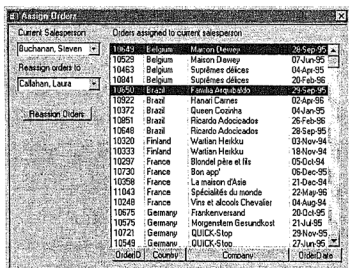 Reassign Orders
Current Salesperson
Orders assigned to current salesperson
Buchanan, Steven
Reassign orders to
Callahan, Laura
Reassign Orders
10649 Belgium Maison Dewey 28-Sep-95
10529 Belgium Maison Dewey 07-Jun-95
10463 Belgium Suprêmes délices 04-Apr-95
10841 Belgium Suprêmes délices 20-Feb-96
10650 Brazil Familia Arquibaldo 29-Sep-95
10922 Brazil Hanari Carnes 02-Apr-96
10372 Brazil Queen Cozinha 04-Jan-95
10851 Brazil Ricardo Adocicados 26-Feb-96
10648 Brazil Ricardo Adocicados 28-Sep-95
10320 Finland Wartian Herkku 03-Nov-94
10333 Finland Wartian Herkku 18-Nov-94
10297 France Blondel père et fils 05-Oct-94
10730 France Bon app' 06-Dec-95
10358 France La maison d'Asie 21-Dec-94
11043 France Spécialités du monde 22-May-96
10248 France Vins et alcools Chevalier 04-Aug-94
10675 Germany Frankenversand 20-Oct-95
10575 Germany Morgenstern Gesundkost 21-Jul-95
10721 Germany QUICK-Stop 29-Nov-95
10549 Germany QUICK-Stop 27-Jun-95
OrderID Country Company OrderDate